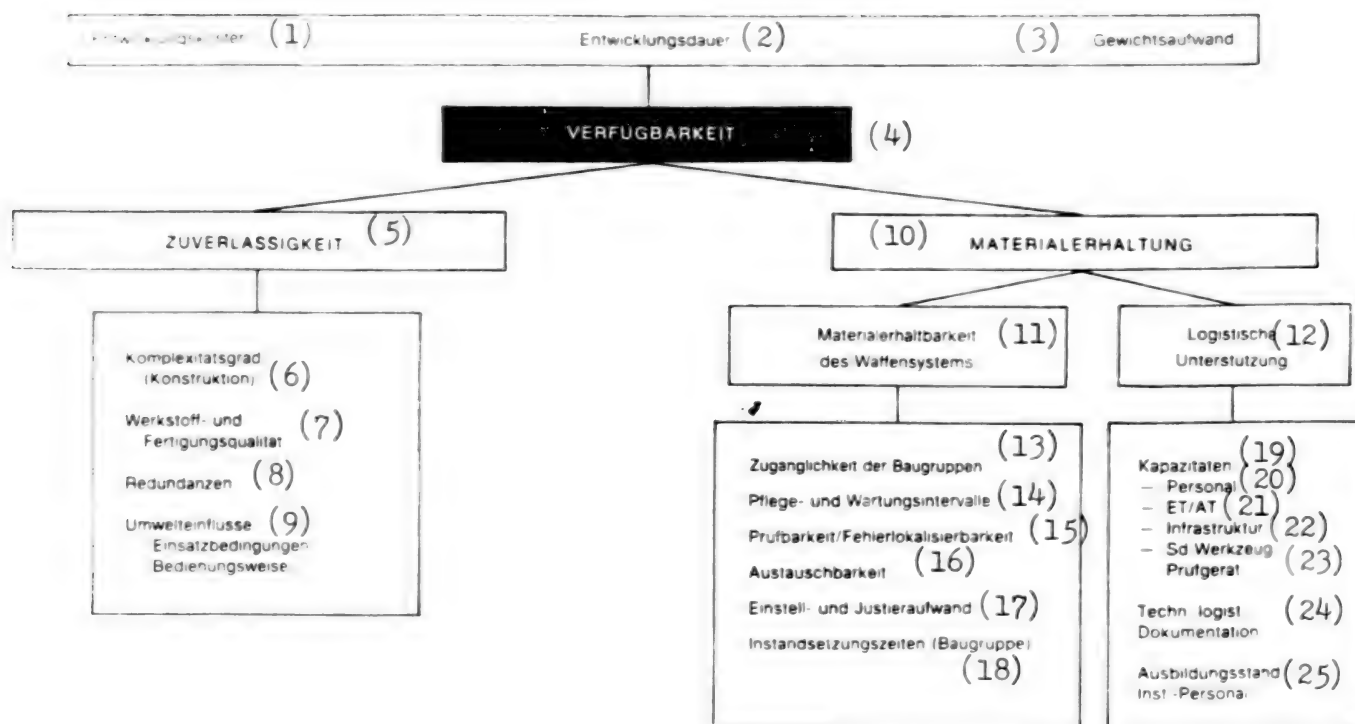 (1) Entwicklungsdauer (2) (3) Gewichtsaufwand
VERFUGBARKEIT (4)
ZUVERLASSIGKEIT (5)
Komplexitatsgrad
(Konstruktion) (6)
Werkstoff- und (7)
Fertigungsqualitat
Redundanzen (8)
Umwelteinflusse (9)
Einsatzbedingungen
Bedienungsweise
(10) MATERIALERHALTUNG
Materialerhaltbarkeit (11)
des Waffensystems
Logistische (12)
Unterstutzung
Zuganglichkeit der Baugruppen (13)
Pflege- und Wartungsintervalle (14)
Prufbarkeit/Fehlerlokalisierbarkeit (15)
Austauschbarkeit (16)
Einstell- und Justieraufwand (17)
Instandsetzungszeiten (Baugruppe)
(18)
Kapazitaten (19)
– Personal (20)
– ET/AT (21)
– Infrastruktur (22)
– Sd Werkzeug
Prufgerat (23)
Techn logist (24)
Dokumentation
Ausbildungsstand (25)
Inst -Personal